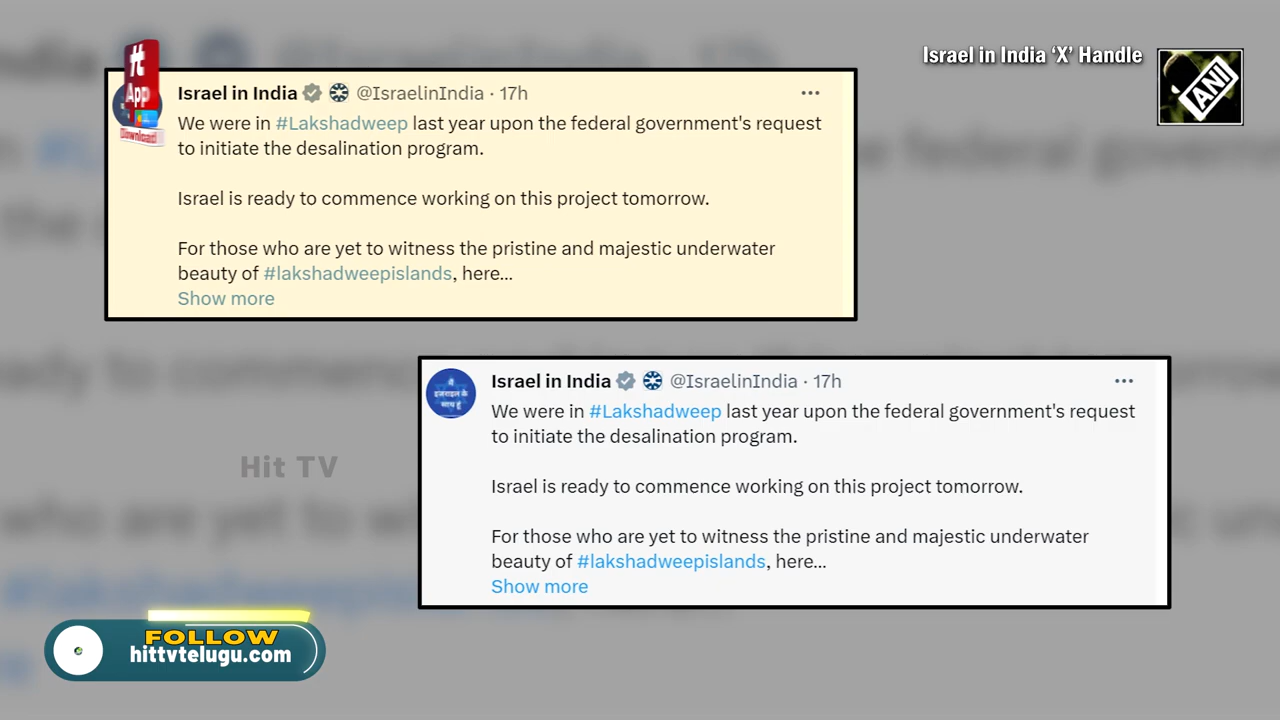 Israel in India ‘X’ Handle
ANI
App
Download
Israel in India @IsraelinIndia · 17h
We were in #Lakshadweep last year upon the federal government's request
to initiate the desalination program.
Israel is ready to commence working on this project tomorrow.
For those who are yet to witness the pristine and majestic underwater
beauty of #lakshadweepislands, here...
Show more
Israel in India @IsraelinIndia · 17h
We were in #Lakshadweep last year upon the federal government's request
to initiate the desalination program.
Israel is ready to commence working on this project tomorrow.
For those who are yet to witness the pristine and majestic underwater
beauty of #lakshadweepislands, here...
Show more
मैं
इजराइल के
साथ हूं
Hit TV
FOLLOW
hittvtelugu.com